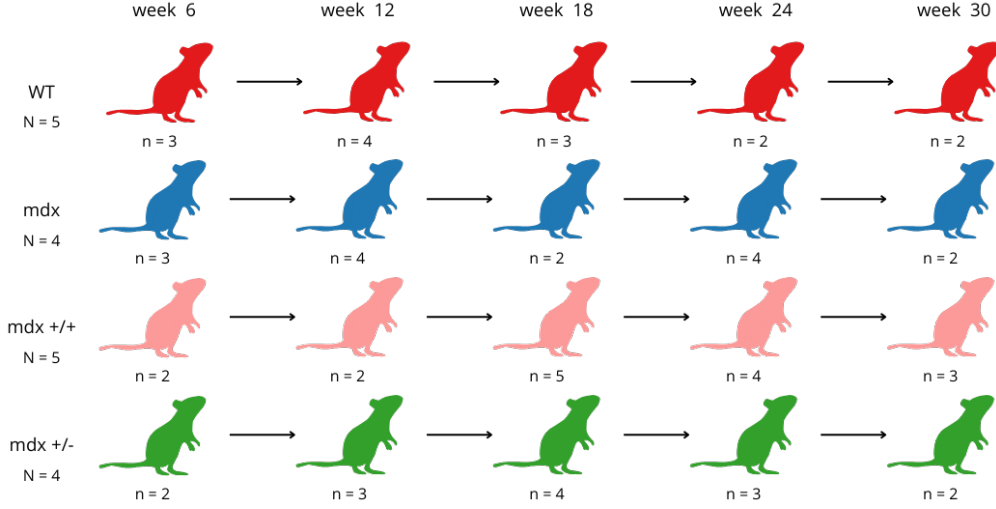 week 6 week 12 week 18 week 24 week 30
WT
N = 5
n = 3 n = 4 n = 3 n = 2 n = 2
mdx
N = 4
n = 3 n = 4 n = 2 n = 4 n = 2
mdx +/+
N = 5
n = 2 n = 2 n = 5 n = 4 n = 3
mdx +/-
N = 4
n = 2 n = 3 n = 4 n = 3 n = 2